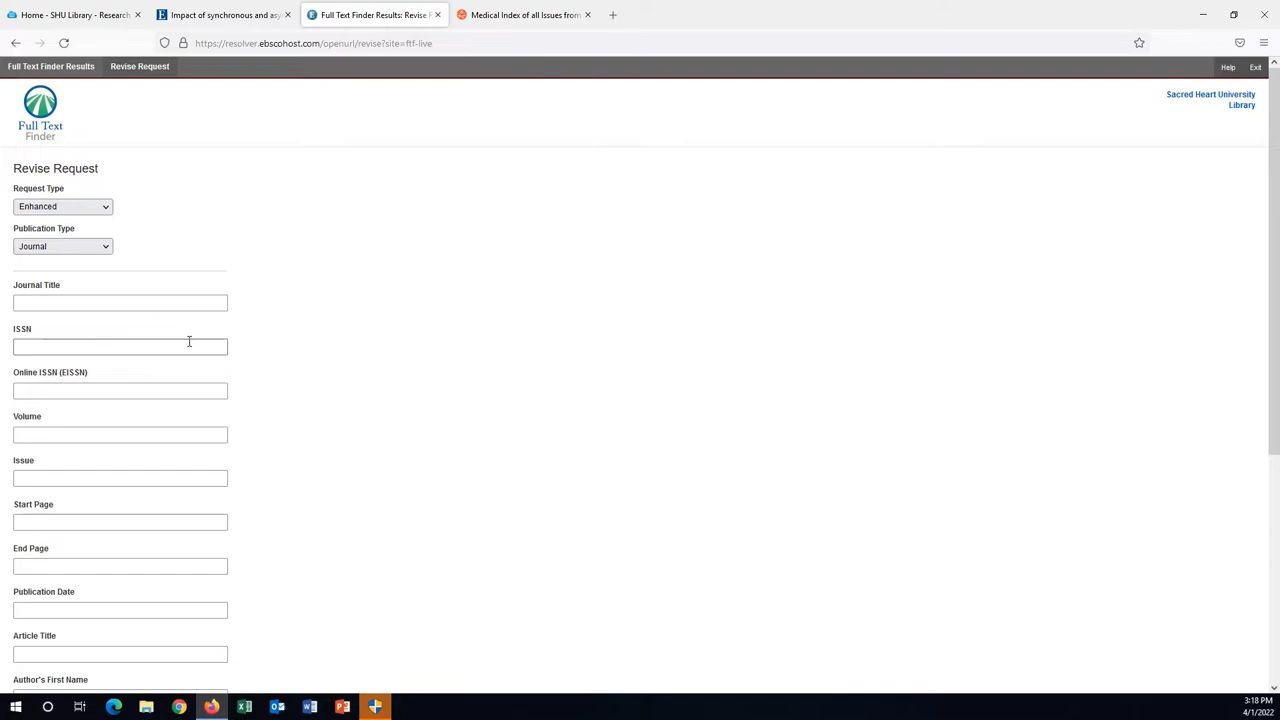 Home - SHU Library - Research
Impact of synchronous and asy
Full Text Finder Results: Revise R
Medical Index of all Issues from
https://resolver.ebscohost.com/openurl/revise?site=ftf-live
Full Text Finder Results
Revise Request
Help
Exit
Full Text
Finder
Sacred Heart University
Library
Revise Request
Request Type
Enhanced
Publication Type
Journal
Journal Title
ISSN
Online ISSN (EISSN)
Volume
Issue
Start Page
End Page
Publication Date
Article Title
Author's First Name
3:18 PM
4/1/2022